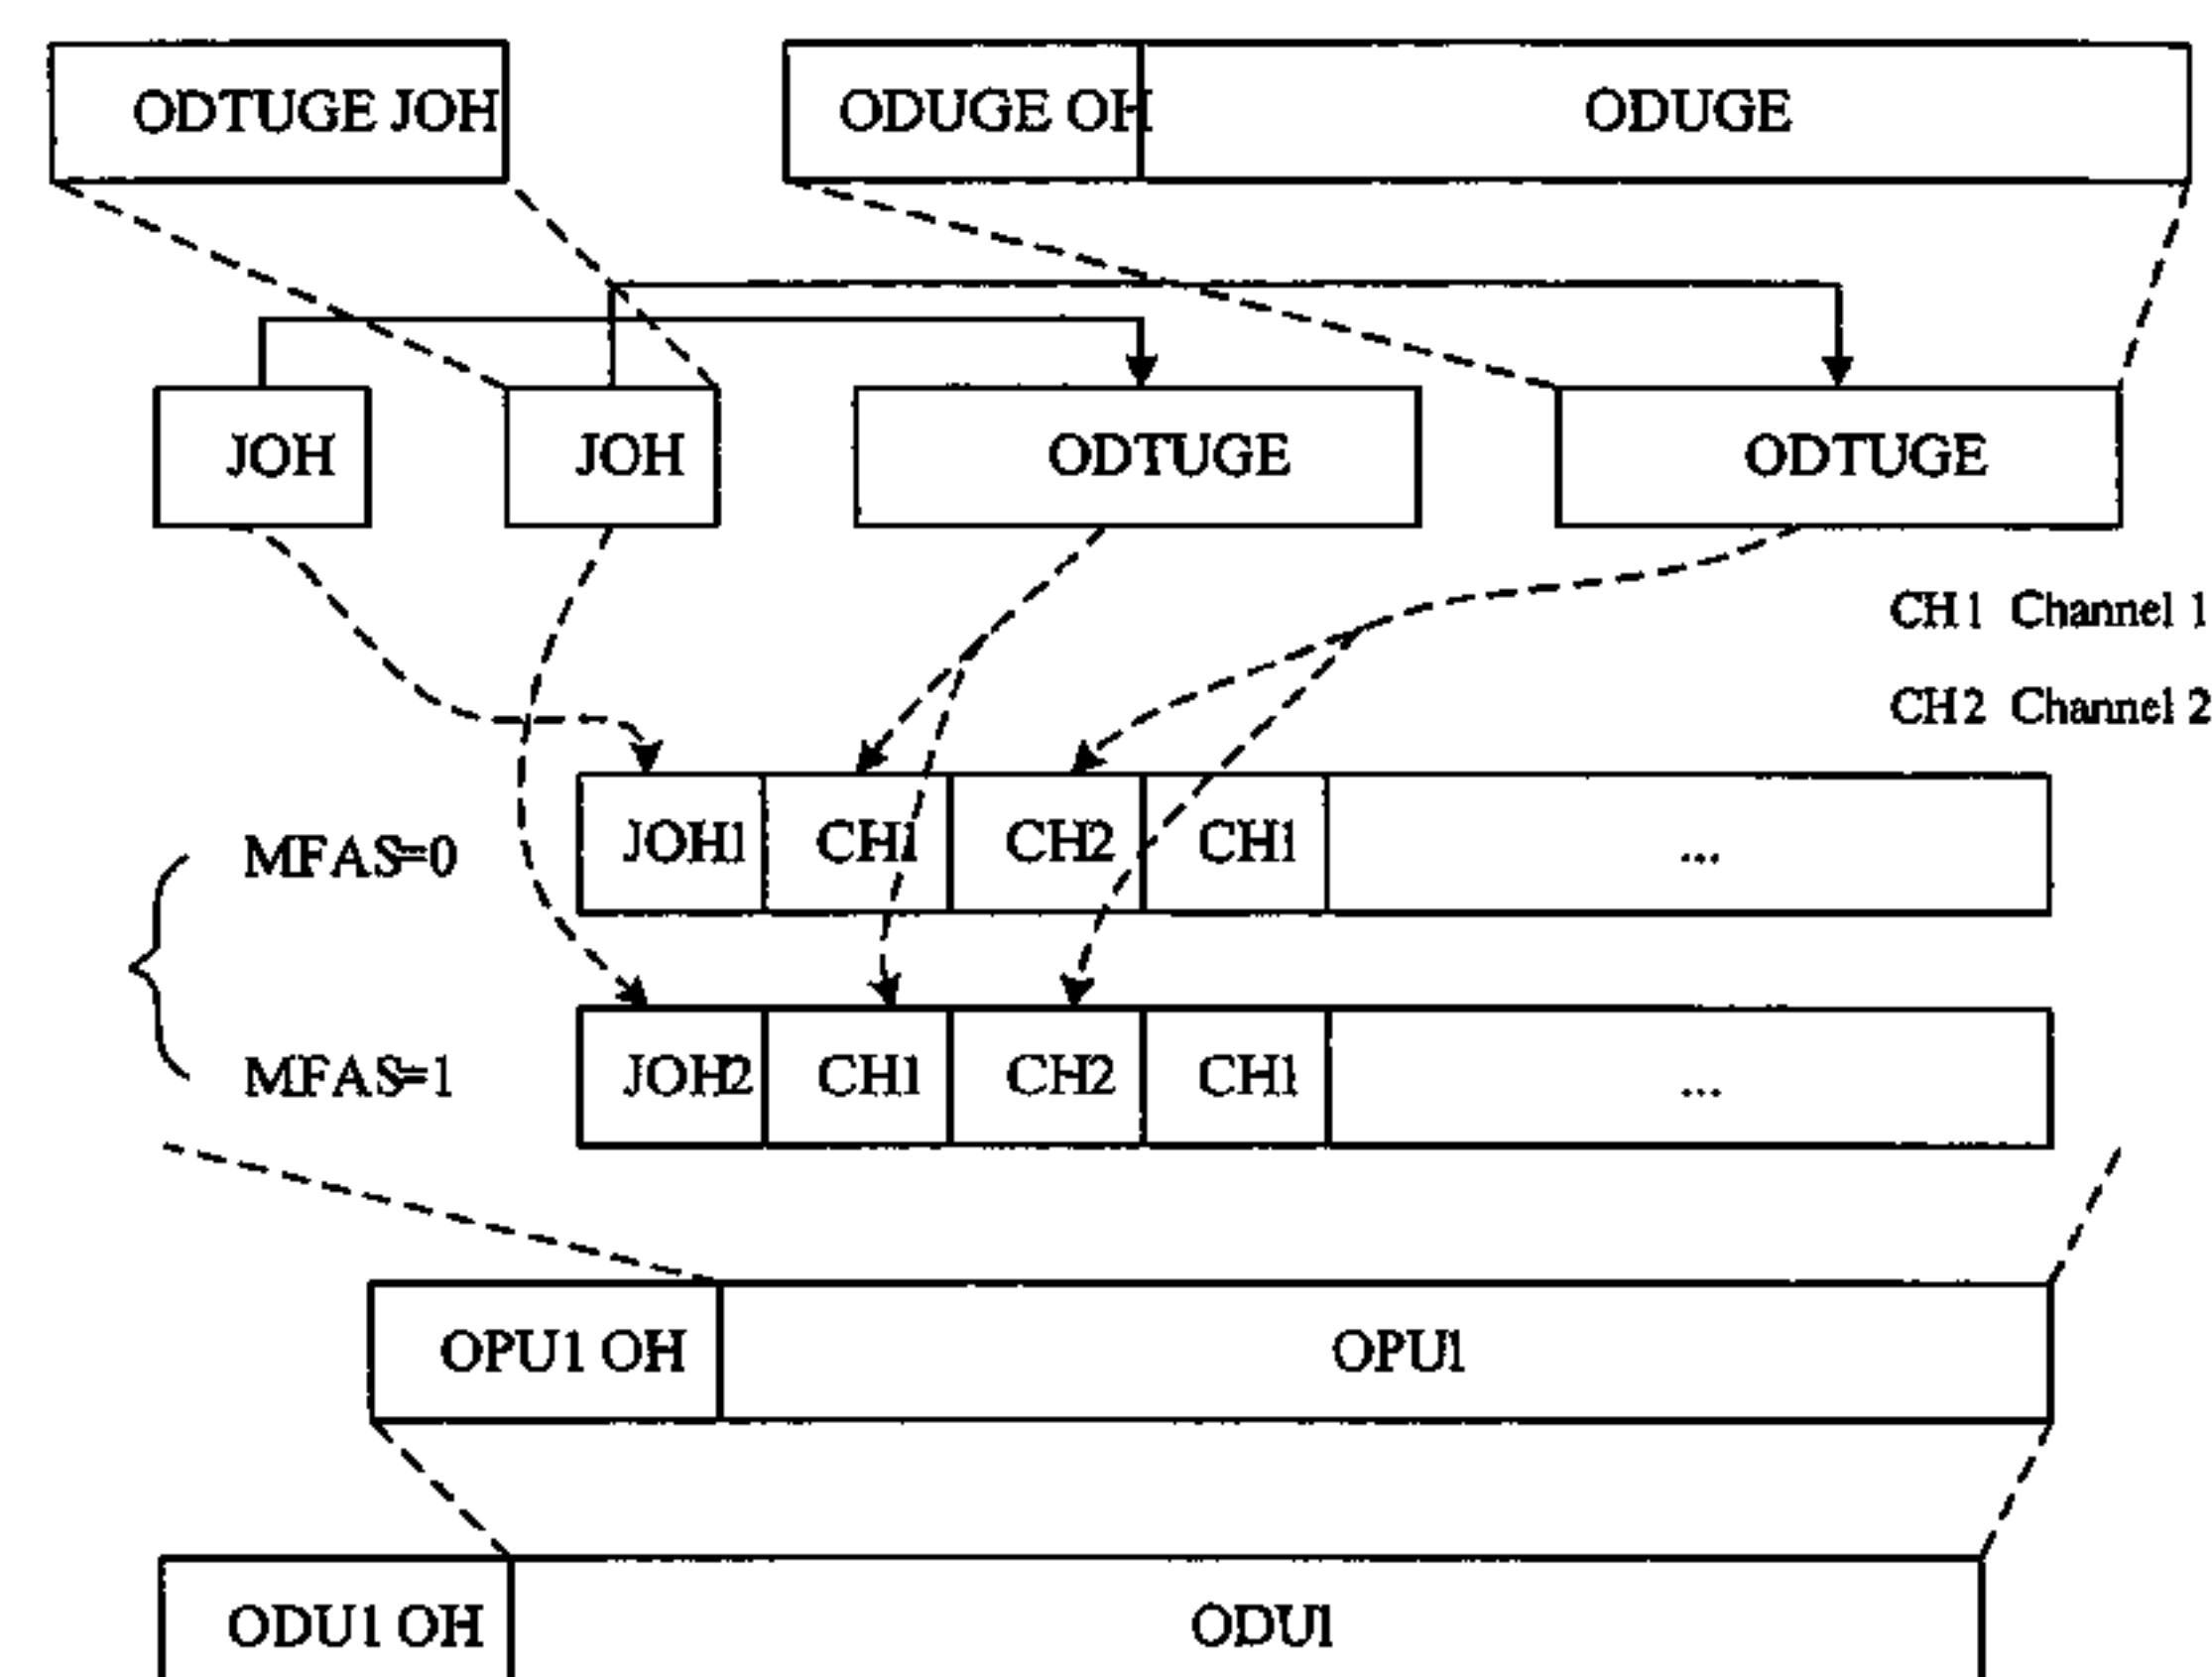 ODTUGE JOH ODUGE OH ODUGE
JOH JOH ODTUGE ODTUGE
CH1 Channel 1
CH2 Channel 2
MFAS=0 JOH1 CH1 CH2 CH1 ...
MFAS=1 JOH2 CH1 CH2 CH1 ...
OPU1 OH OPU1
ODU1 OH ODU1